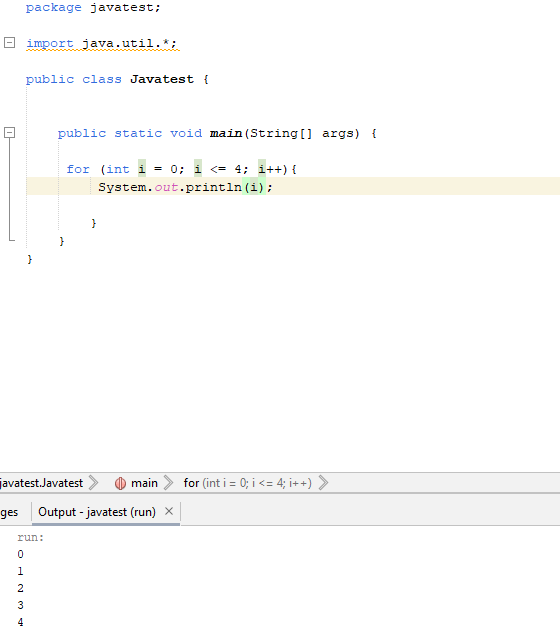 package javatest;
import java.util.*;
public class Javatest {
public static void main(String[] args) {
for (int i = 0; i <= 4; i++){
System.out.println(i);
}
}
}
javatest.Javatest main for (int i = 0; i <= 4; i++)
ges Output - javatest (run) ×
run:
0
1
2
3
4